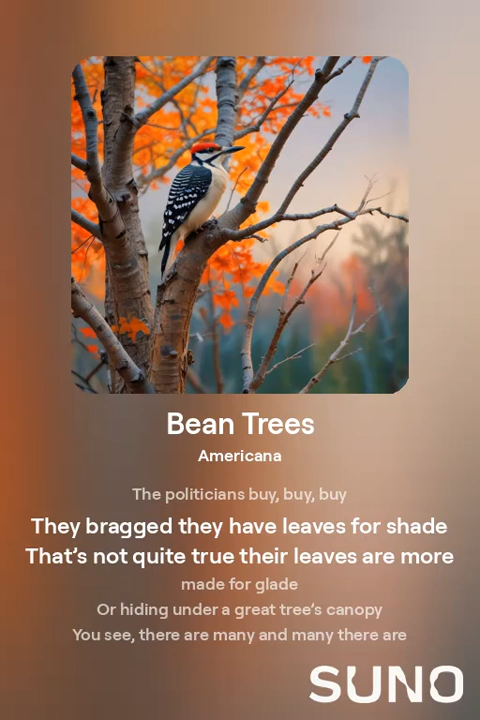 Bean Trees
Americana
The politicians buy, buy, buy
They bragged they have leaves for shade
That's not quite true their leaves are more
made for glade
Or hiding under a great tree's canopy
You see, there are many and many there are
SUNO